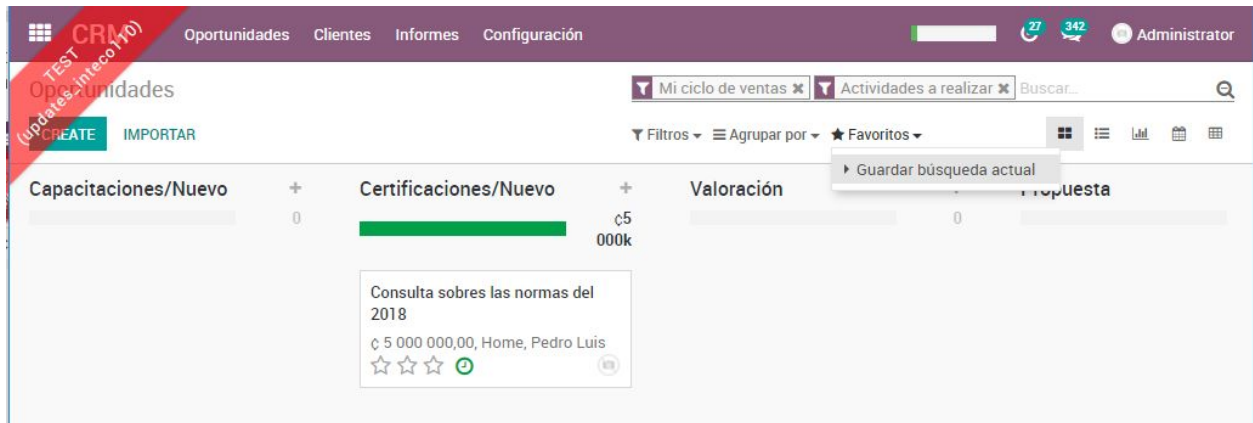 CRM Oportunidades Clientes Informes Configuración 27 342 Administrator
TEST
(updates_inteco110)
Oportunidades Mi ciclo de ventas ✖ Actividades a realizar ✖ Buscar...
CREATE IMPORTAR Filtros Agrupar por Favoritos
Guardar búsqueda actual
Capacitaciones/Nuevo + Certificaciones/Nuevo + Valoración + Propuesta
0 ¢5 0
000k
Consulta sobres las normas del
2018
¢ 5 000 000,00, Home, Pedro Luis